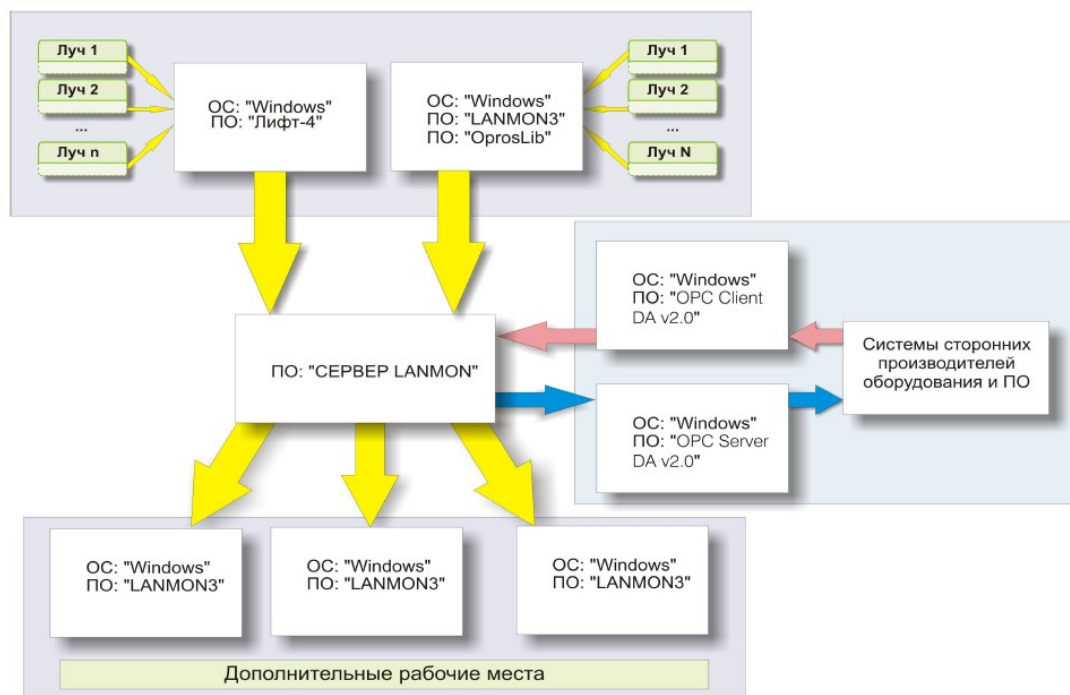 Луч 1
Луч 2
...
Луч n
ОС: "Windows"
ПО: "Лифт-4"
ОС: "Windows"
ПО: "LANMON3"
ПО: "OprosLib"
Луч 1
Луч 2
...
Луч N
ОС: "Windows"
ПО: "OPC Client
DA v2.0"
ПО: "СЕРВЕР LANMON"
Системы сторонних
производителей
оборудования и ПО
ОС: "Windows"
ПО: "OPC Server
DA v2.0"
ОС: "Windows"
ПО: "LANMON3"
ОС: "Windows"
ПО: "LANMON3"
ОС: "Windows"
ПО: "LANMON3"
Дополнительные рабочие места